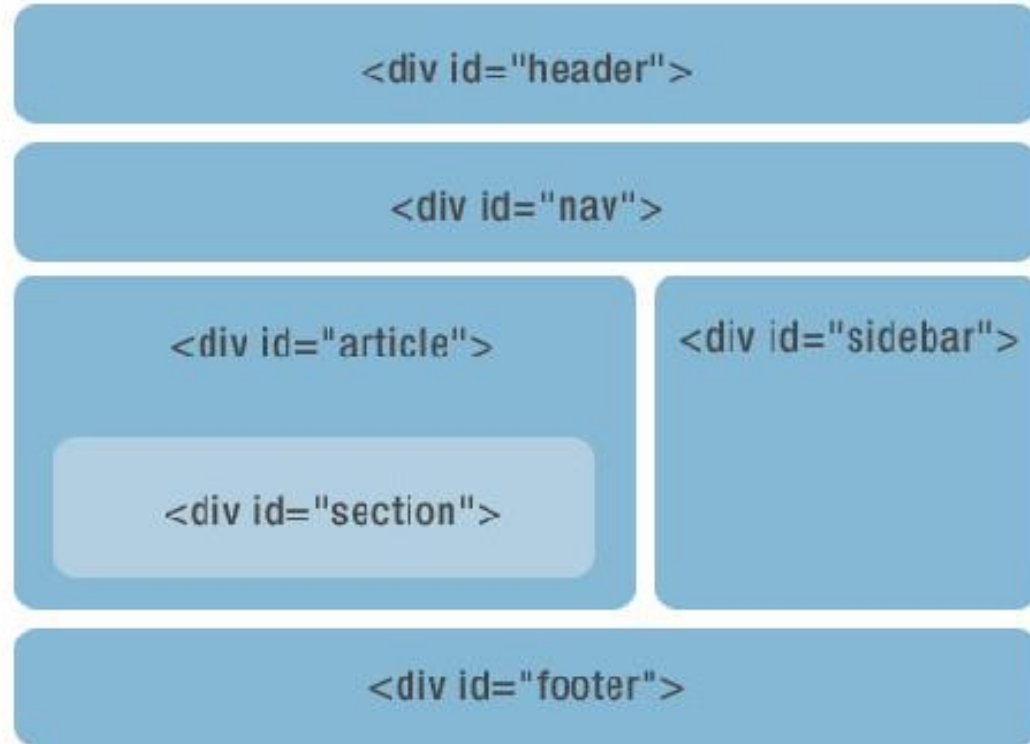 <div id="header">
<div id="nav">
<div id="article">
<div id="section">
<div id="sidebar">
<div id="footer">